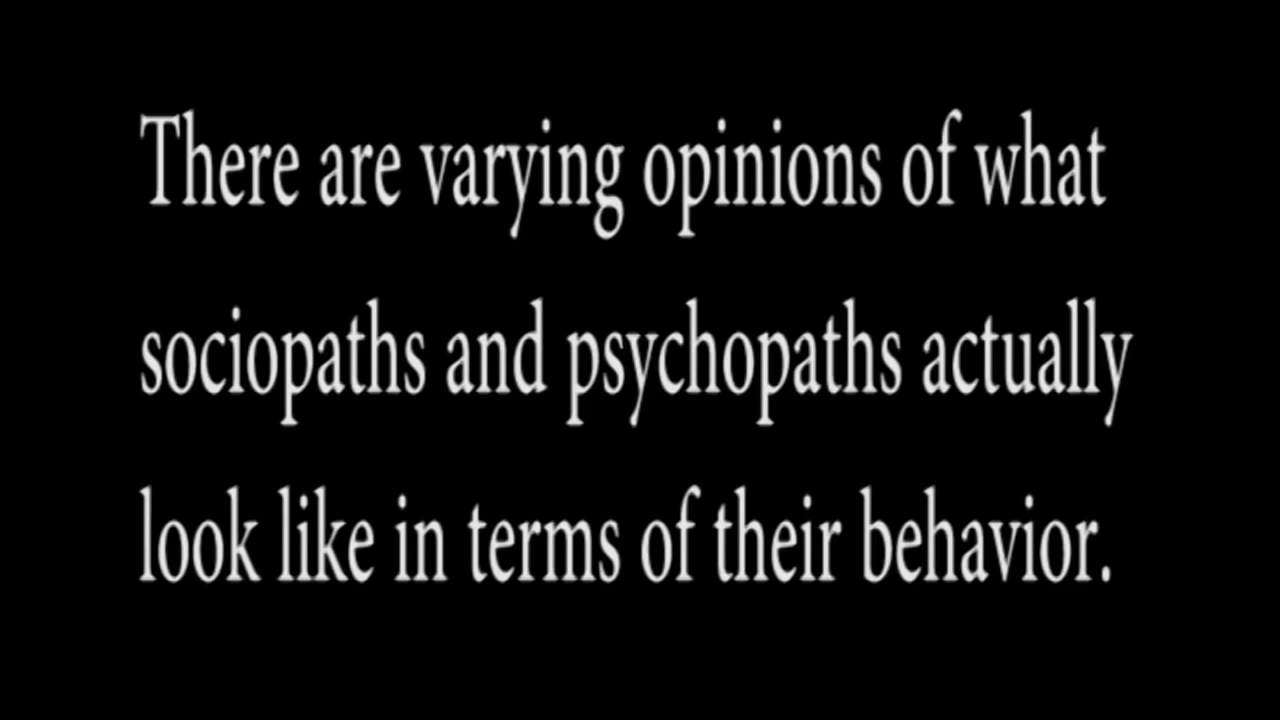 There are varying opinions of what
sociopaths and psychopaths actually
look like in terms of their behavior.